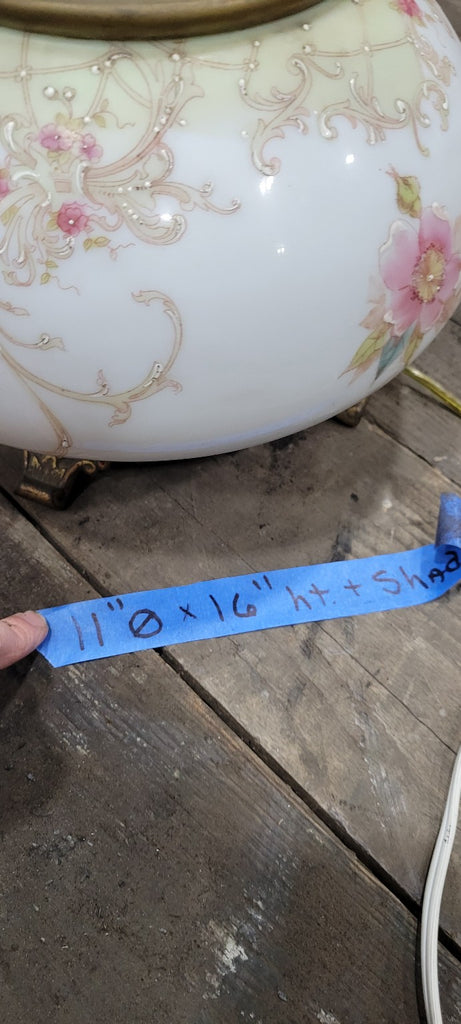 11" Ø x 16" ht. + Shad